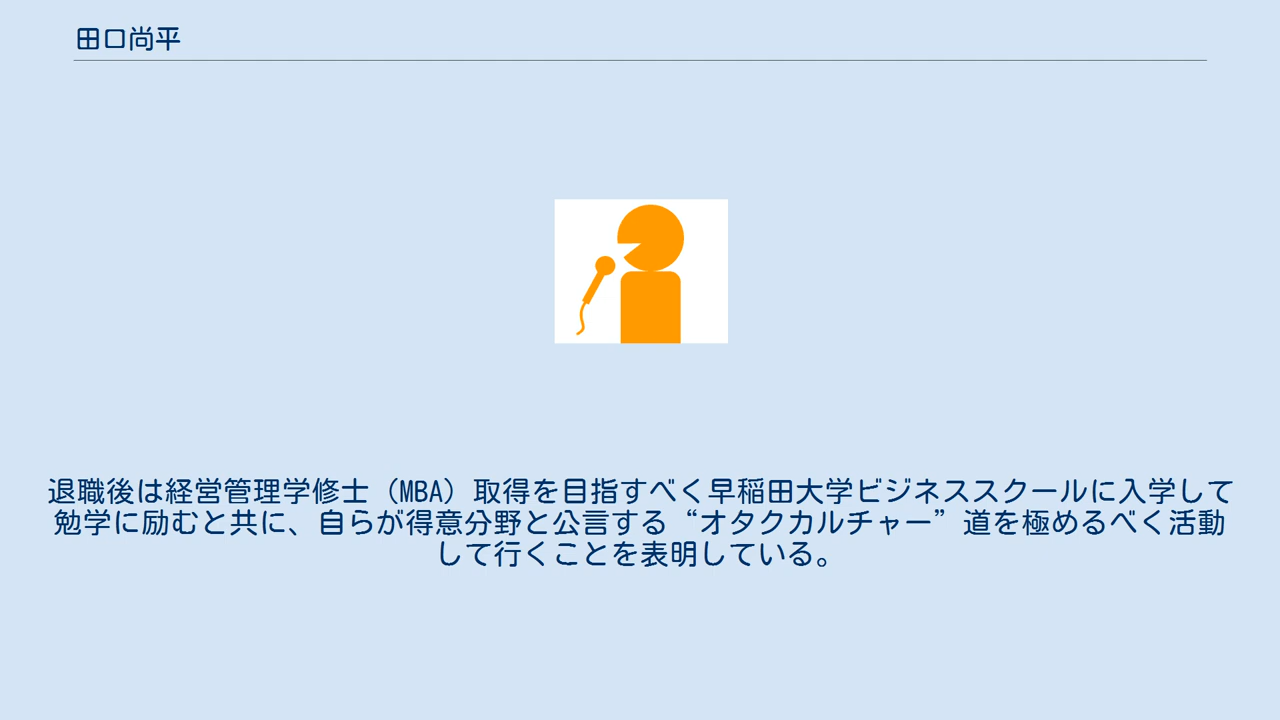 田口尚平
退職後は経営管理学修士（MBA）取得を目指すべく早稲田大学ビジネススクールに入学して
勉学に励むと共に、自らが得意分野と公言する“オタクカルチャー”道を極めるべく活動
して行くことを表明している。